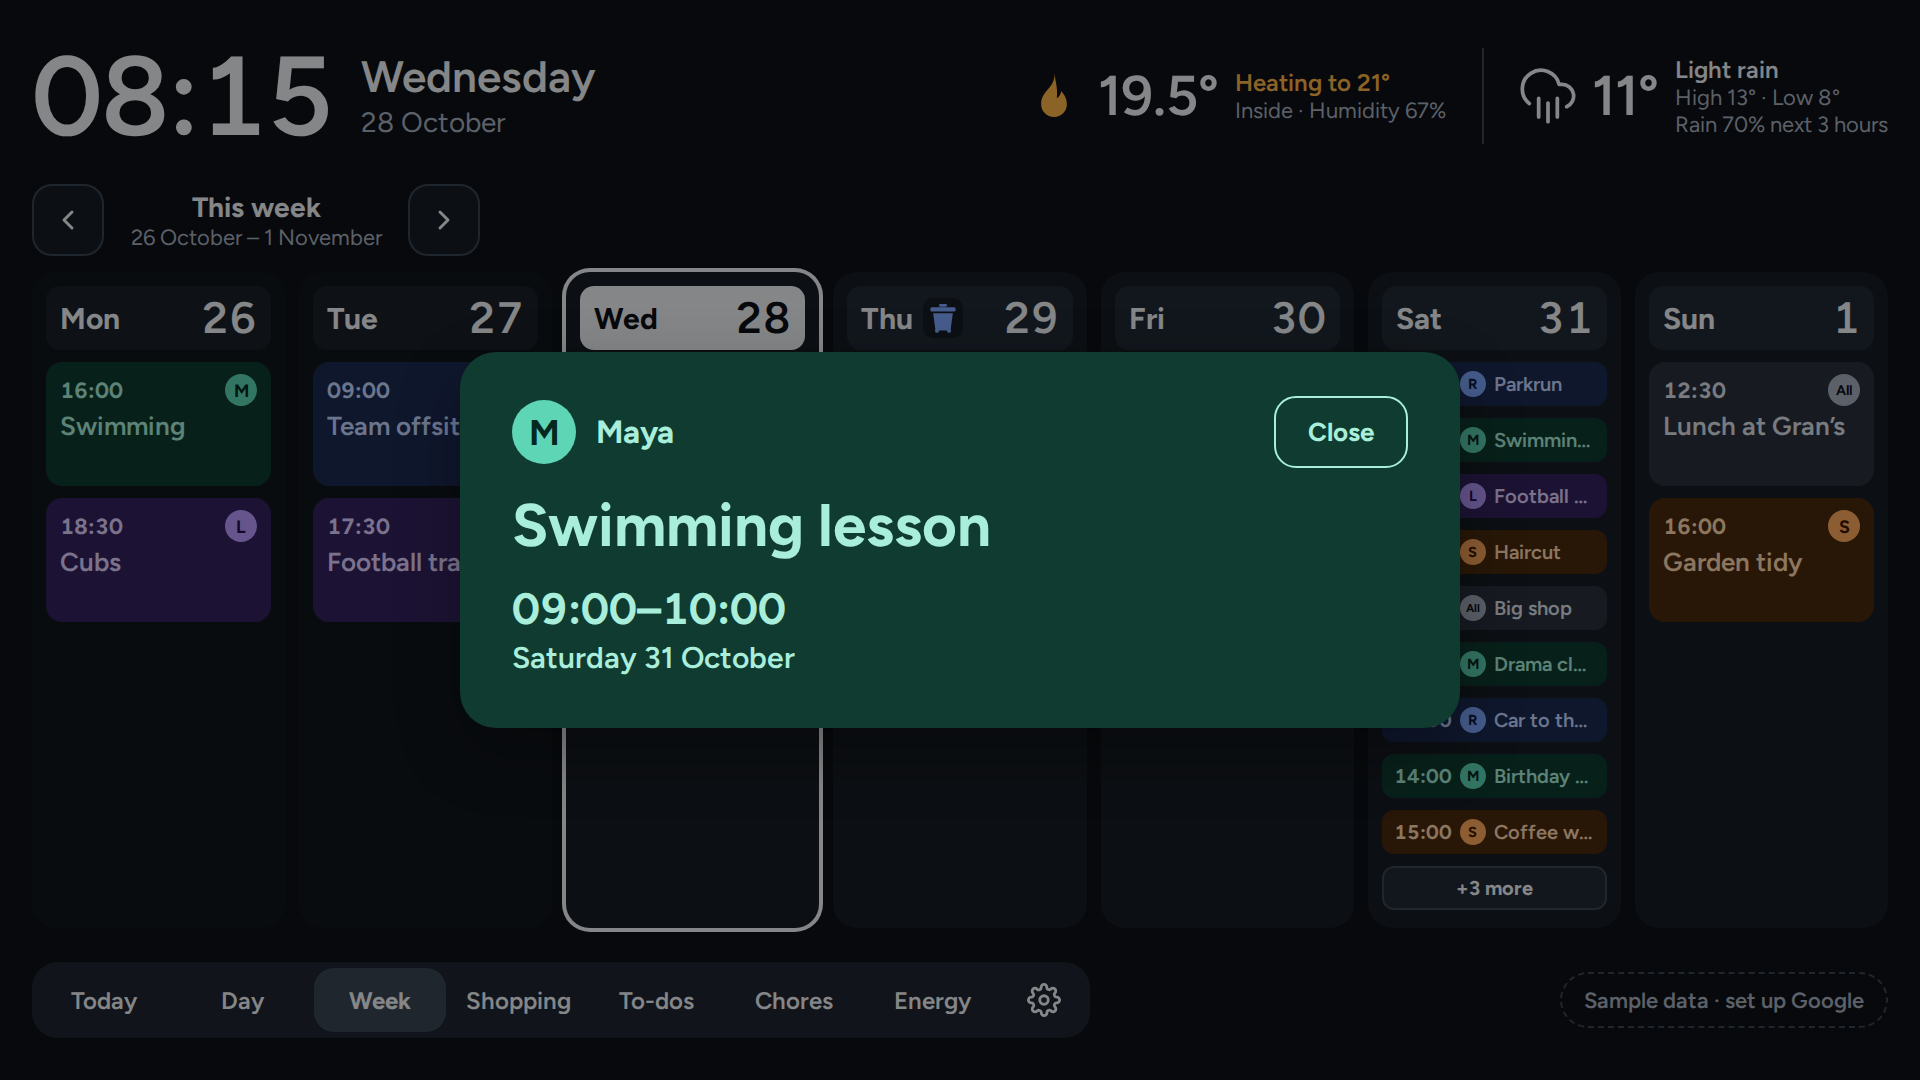 08:15
Wednesday
28 October
19.5°
Heating to 21°
Inside · Humidity 67%
11°
Light rain
High 13° · Low 8°
Rain 70% next 3 hours
This week
26 October – 1 November
Mon 26
Tue 27
Wed 28
Thu 29
Fri 30
Sat 31
Sun 1
16:00 M
Swimming
18:30 L
Cubs
09:00
Team offsit
17:30
Football tra
M Maya
Close
Swimming lesson
09:00–10:00
Saturday 31 October
R Parkrun
M Swimmin...
L Football ...
S Haircut
All Big shop
M Drama cl...
R Car to th...
14:00 M Birthday ...
15:00 S Coffee w...
+3 more
12:30 All
Lunch at Gran’s
16:00 S
Garden tidy
Today
Day
Week
Shopping
To-dos
Chores
Energy
Sample data · set up Google